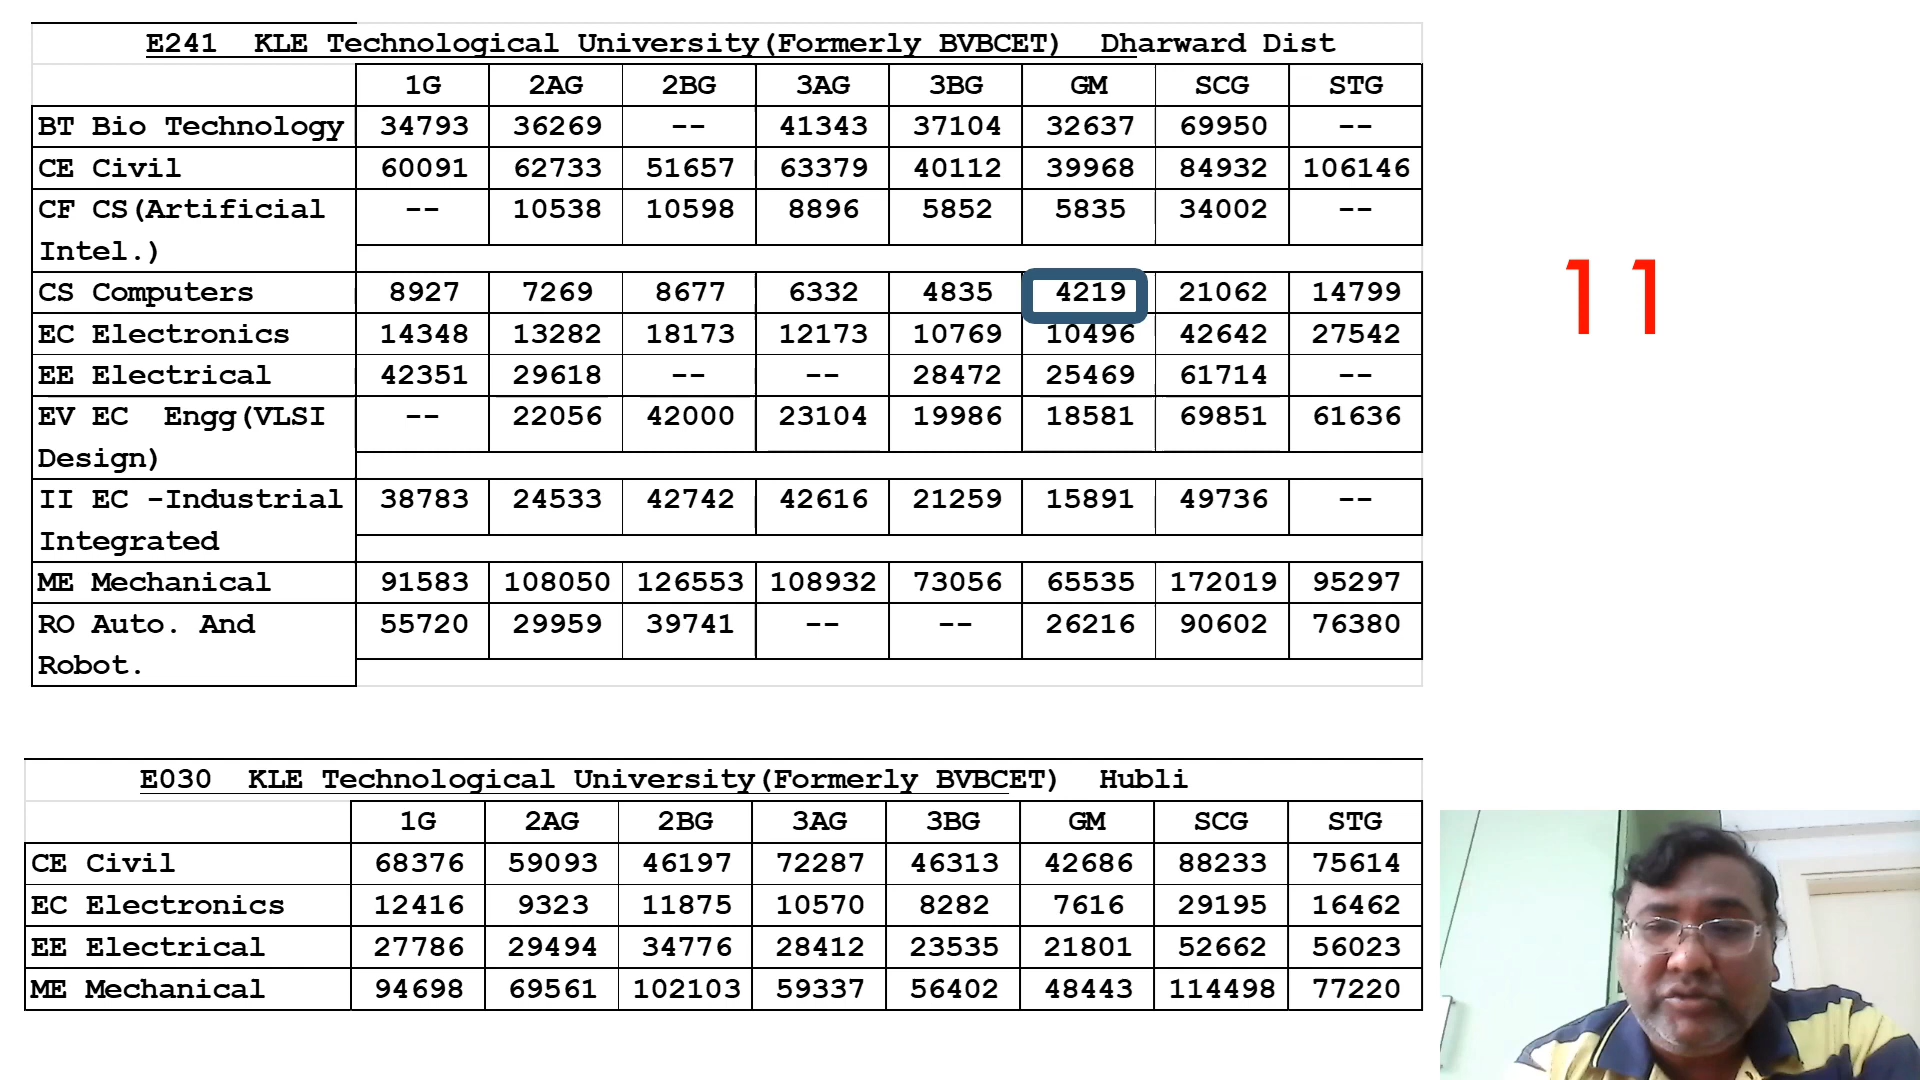 E241 KLE Technological University(Formerly BVBCET) Dharward Dist
1G 2AG 2BG 3AG 3BG GM SCG STG
BT Bio Technology 34793 36269 -- 41343 37104 32637 69950 --
CE Civil 60091 62733 51657 63379 40112 39968 84932 106146
CF CS(Artificial -- 10538 10598 8896 5852 5835 34002 --
Intel.)
CS Computers 8927 7269 8677 6332 4835 4219 21062 14799
EC Electronics 14348 13282 18173 12173 10769 10496 42642 27542
EE Electrical 42351 29618 -- -- 28472 25469 61714 --
EV EC Engg(VLSI -- 22056 42000 23104 19986 18581 69851 61636
Design)
II EC -Industrial 38783 24533 42742 42616 21259 15891 49736 --
Integrated
ME Mechanical 91583 108050 126553 108932 73056 65535 172019 95297
RO Auto. And 55720 29959 39741 -- -- 26216 90602 76380
Robot.
11
E030 KLE Technological University(Formerly BVBCET) Hubli
1G 2AG 2BG 3AG 3BG GM SCG STG
CE Civil 68376 59093 46197 72287 46313 42686 88233 75614
EC Electronics 12416 9323 11875 10570 8282 7616 29195 16462
EE Electrical 27786 29494 34776 28412 23535 21801 52662 56023
ME Mechanical 94698 69561 102103 59337 56402 48443 114498 77220